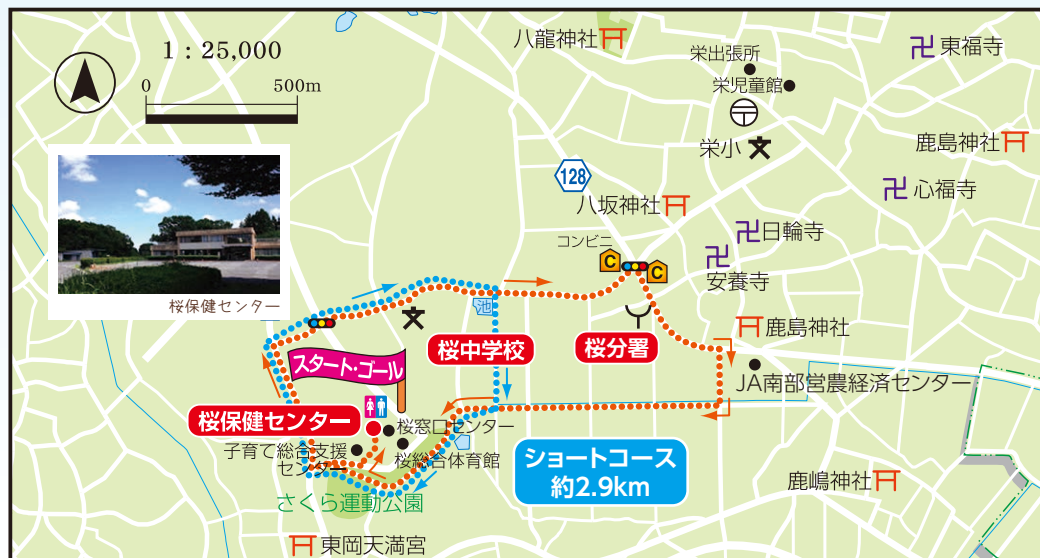 1：25,000
0 500m
八龍神社
栄出張所
栄児童館
東福寺
栄小
鹿島神社
心福寺
128
八坂神社
コンビニ
日輪寺
安養寺
C
C
桜保健センター
池
鹿島神社
桜中学校
桜分署
スタート・ゴール
JA南部営農経済センター
桜保健センター
桜窓口センター
子育て総合支援
センター
桜総合体育館
ショートコース
約2.9km
さくら運動公園
鹿嶋神社
東岡天満宮